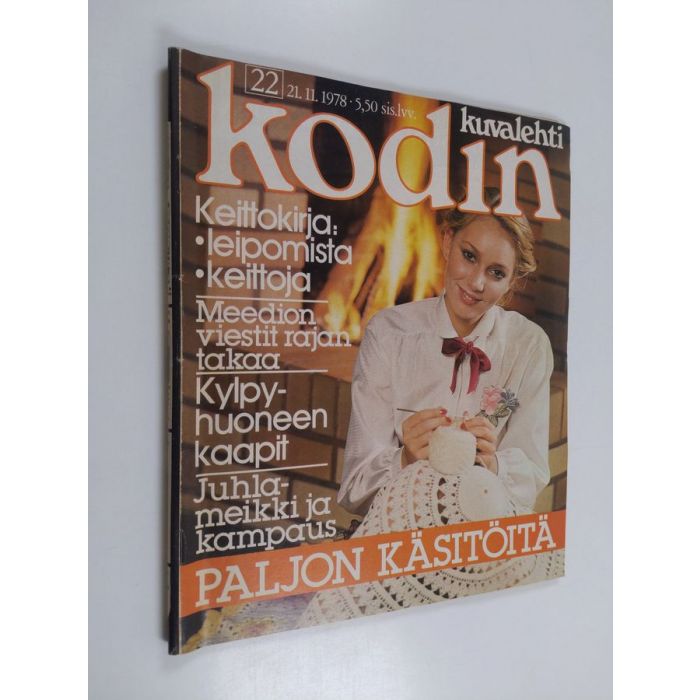 22 21. 11. 1978 · 5,50 sis.lvv.
kodin
kuvalehti
Keittokirja:
• leipomista
• keittoja
Meedion
viestit rajan
takaa
Kylpy-
huoneen
kaapit
Juhla-
meikki ja
kampaus
PALJON KÄSITÖITÄ